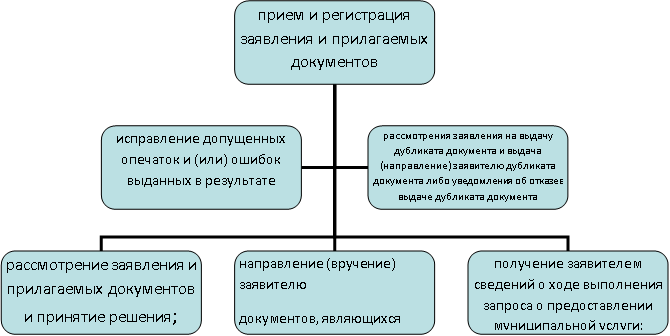 прием и регистрация
заявления и прилагаемых
документов
исправление допущенных
опечаток и (или) ошибок
выданных в результате
рассмотрения заявления на выдачу
дубликата документа и выдача
(направление) заявителю дубликата
документа либо уведомления об отказев
выдаче дубликата документа
рассмотрение заявления и
прилагаемых документов
и принятие решения;
направление (вручение)
заявителю
документов, являющихся
получение заявителем
сведений о ходе выполнения
запроса о предоставлении
муниципальной услуги;